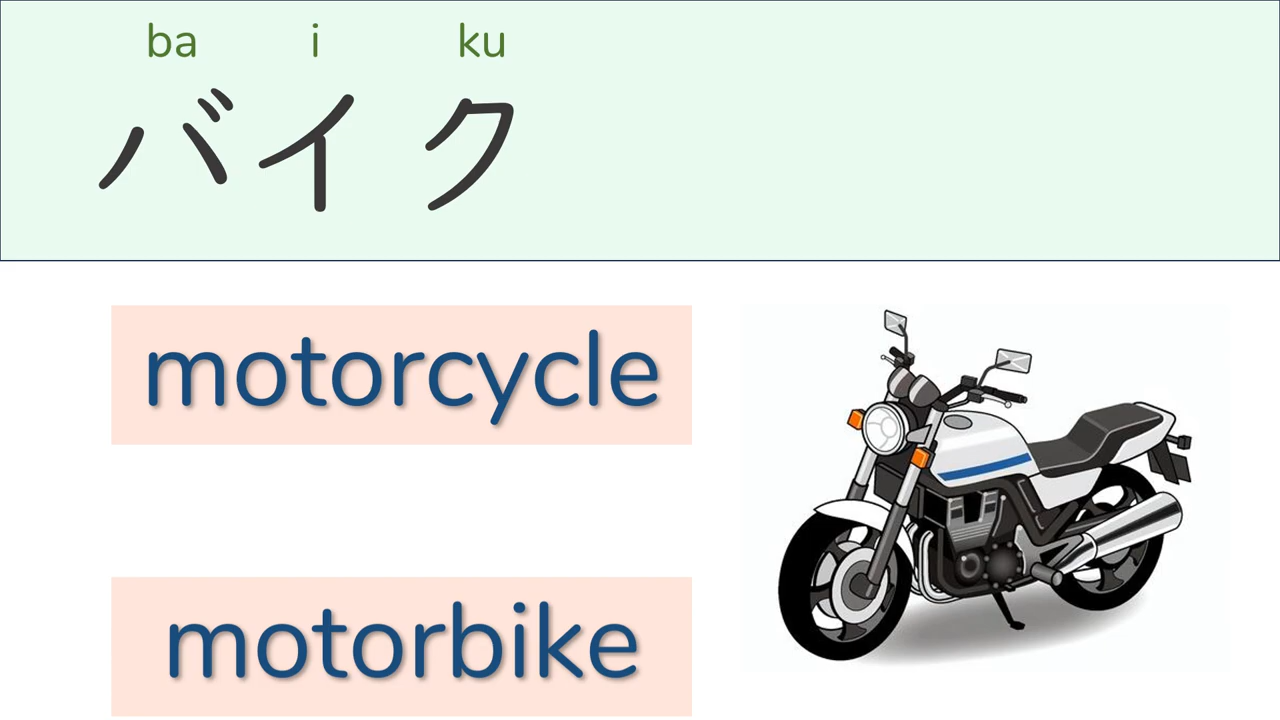 ba i ku
バイク
motorcycle
motorbike